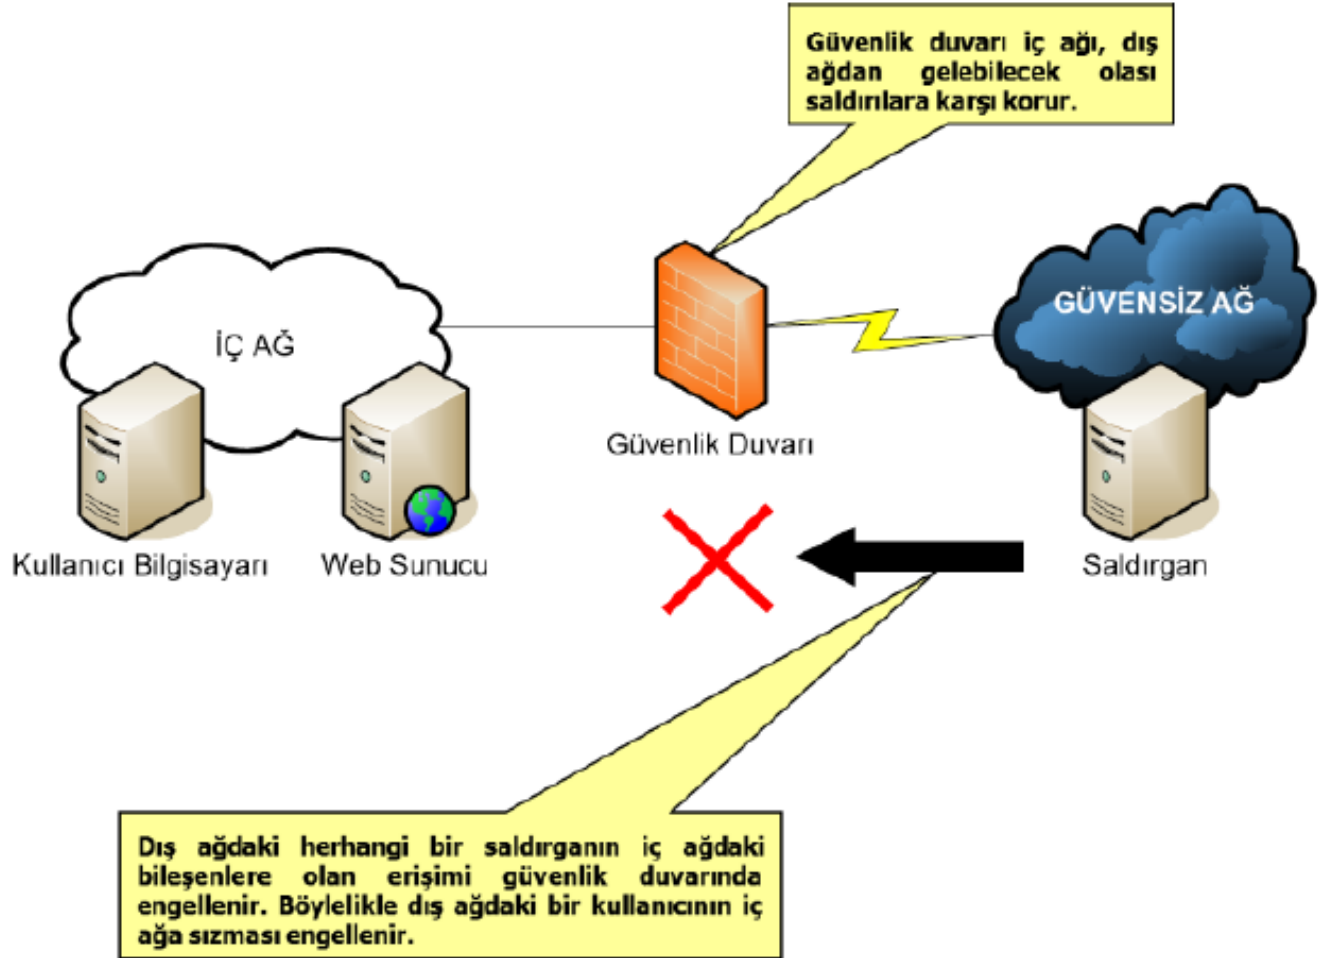 Güvenlik duvarı iç ağı, dış
ağdan gelebilecek olası
saldırılara karşı korur.
GÜVENSİZ AĞ
İÇ AĞ
Güvenlik Duvarı
Kullanıcı Bilgisayarı
Web Sunucu
Saldırgan
Dış ağdaki herhangi bir saldırganın iç ağdaki
bileşenlere olan erişimi güvenlik duvarında
engellenir. Böylelikle dış ağdaki bir kullanıcının iç
ağa sızması engellenir.